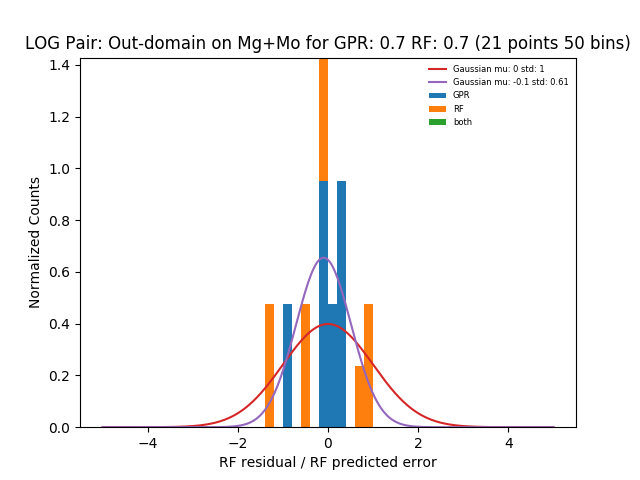 LOG Pair: Out-domain on Mg+Mo for GPR: 0.7 RF: 0.7 (21 points 50 bins)
Gaussian mu: 0 std: 1
Gaussian mu: -0.1 std: 0.61
GPR
RF
both
Normalized Counts
1.4
1.2
1.0
0.8
0.6
0.4
0.2
0.0
−4 −2 0 2 4
RF residual / RF predicted error